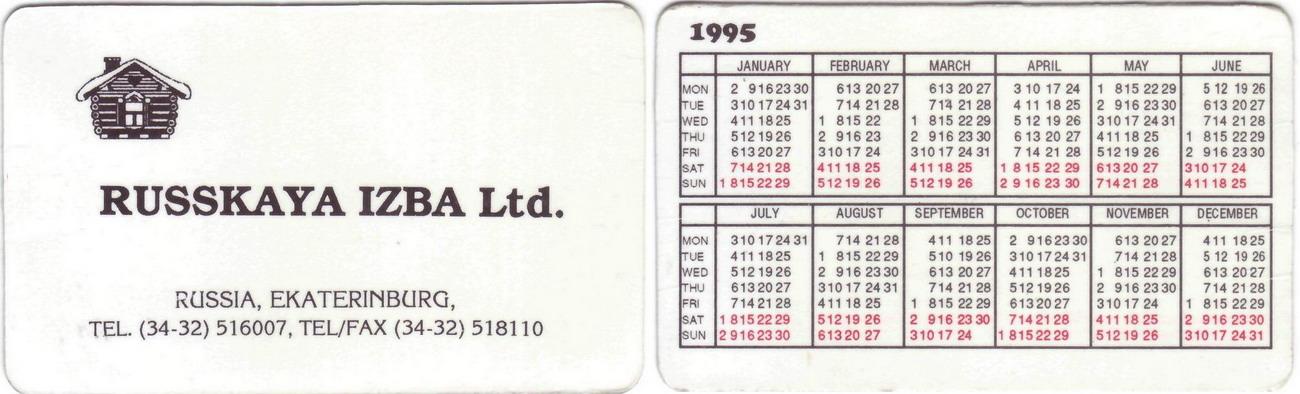 RUSSKAYA IZBA Ltd.
RUSSIA, EKATERINBURG,
TEL. (34-32) 516007, TEL/FAX (34-32) 518110
1995
JANUARY FEBRUARY MARCH APRIL MAY JUNE
MON 2 9 16 23 30 6 13 20 27 6 13 20 27 3 10 17 24 1 8 15 22 29 5 12 19 26
TUE 3 10 17 24 31 7 14 21 28 7 14 21 28 4 11 18 25 2 9 16 23 30 6 13 20 27
WED 4 11 18 25 1 8 15 22 1 8 15 22 29 5 12 19 26 3 10 17 24 31 7 14 21 28
THU 5 12 19 26 2 9 16 23 2 9 16 23 30 6 13 20 27 4 11 18 25 1 8 15 22 29
FRI 6 13 20 27 3 10 17 24 3 10 17 24 31 7 14 21 28 5 12 19 26 2 9 16 23 30
SAT 7 14 21 28 4 11 18 25 4 11 18 25 1 8 15 22 29 6 13 20 27 3 10 17 24
SUN 1 8 15 22 29 5 12 19 26 5 12 19 26 2 9 16 23 30 7 14 21 28 4 11 18 25
JULY AUGUST SEPTEMBER OCTOBER NOVEMBER DECEMBER
MON 3 10 17 24 31 7 14 21 28 4 11 18 25 2 9 16 23 30 6 13 20 27 4 11 18 25
TUE 4 11 18 25 1 8 15 22 29 5 10 19 26 3 10 17 24 31 7 14 21 28 5 12 19 26
WED 5 12 19 26 2 9 16 23 30 6 13 20 27 4 11 18 25 1 8 15 22 29 6 13 20 27
THU 6 13 20 27 3 10 17 24 31 7 14 21 28 5 12 19 26 2 9 16 23 30 7 14 21 28
FRI 7 14 21 28 4 11 18 25 1 8 15 22 29 6 13 20 27 3 10 17 24 1 8 15 22 29
SAT 1 8 15 22 29 5 12 19 26 2 9 16 23 30 7 14 21 28 4 11 18 25 2 9 16 23 30
SUN 2 9 16 23 30 6 13 20 27 3 10 17 24 1 8 15 22 29 5 12 19 26 3 10 17 24 31